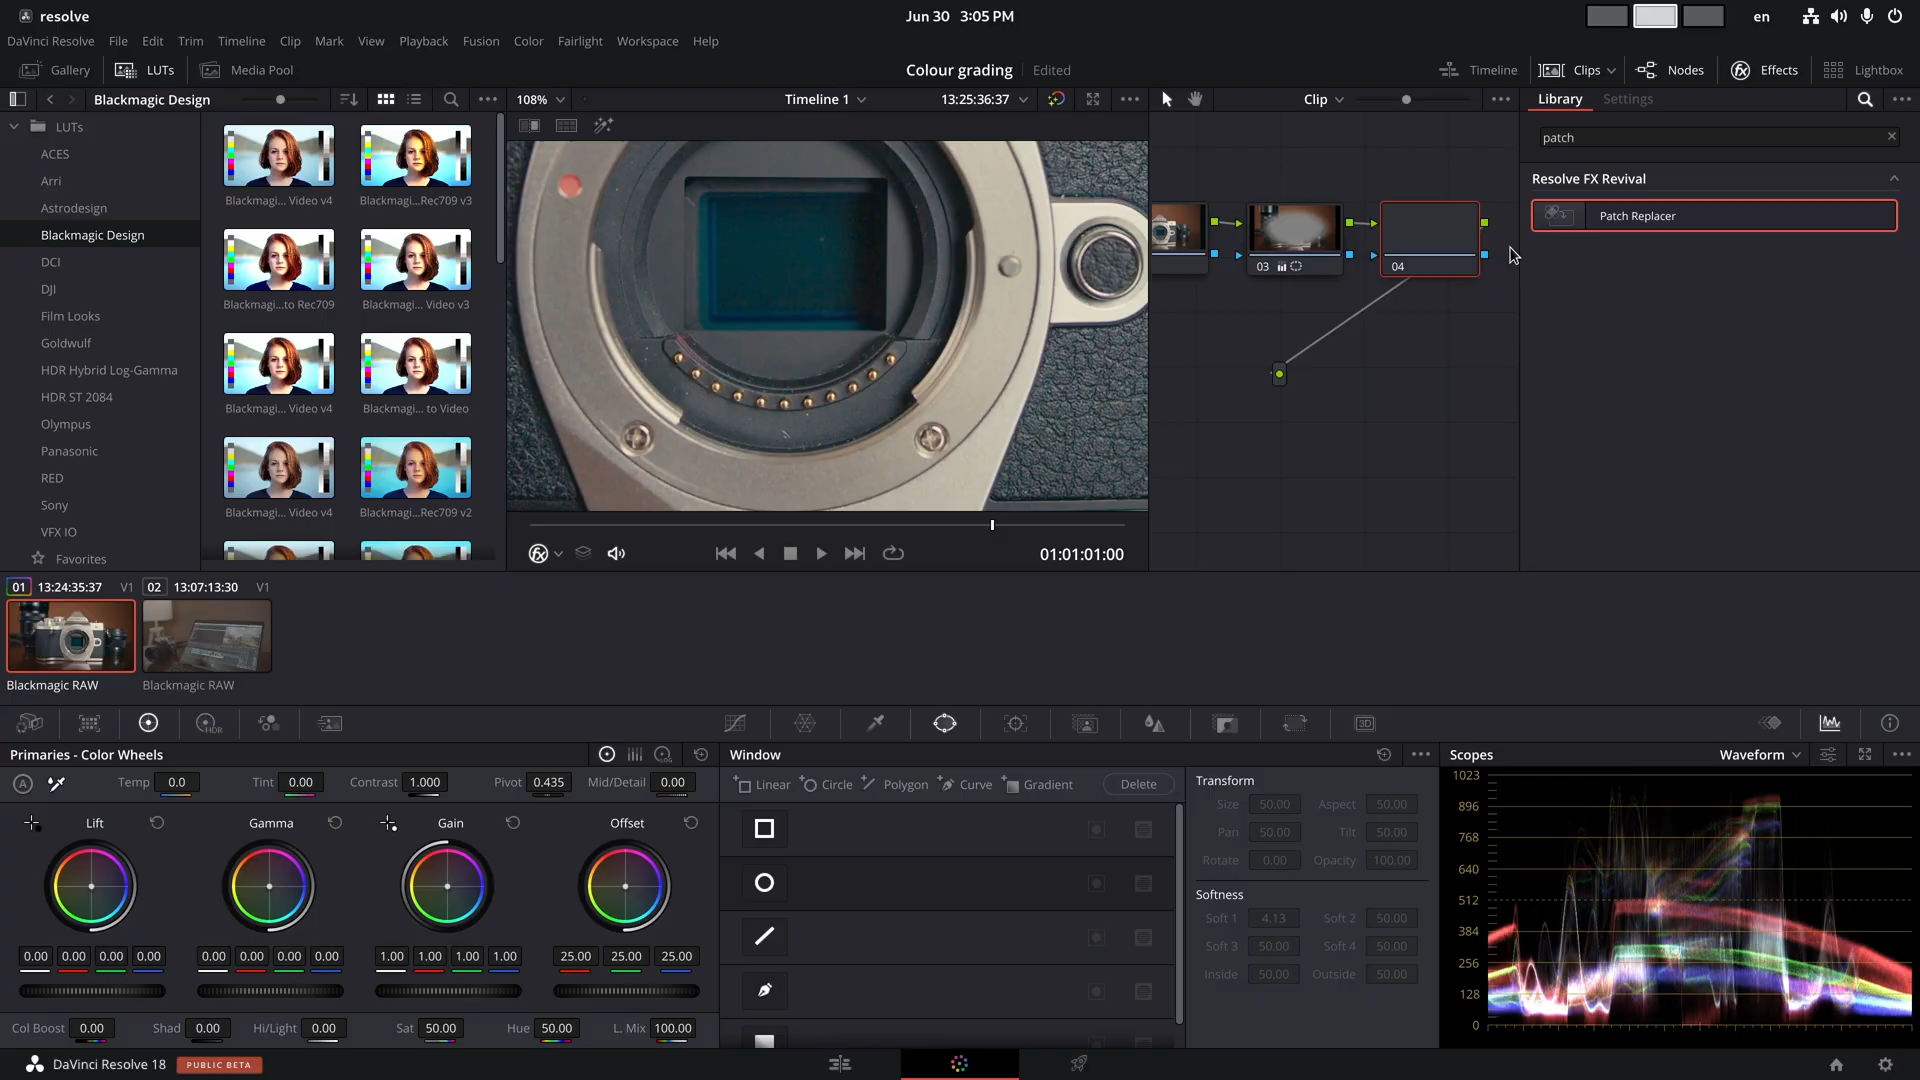 resolve
Jun 30 3:05 PM
en
DaVinci Resolve File Edit Trim Timeline Clip Mark View Playback Fusion Color Fairlight Workspace Help
Gallery LUTs Media Pool
Colour grading Edited
Timeline Clips Nodes Effects Lightbox
Blackmagic Design
108% Timeline 1 13:25:36:37
Clip
Library Settings
patch
Resolve FX Revival
Patch Replacer
LUTs
ACES
Arri
Astrodesign
Blackmagic Design
DCI
DJI
Film Looks
Goldwulf
HDR Hybrid Log-Gamma
HDR ST 2084
Olympus
Panasonic
RED
Sony
VFX IO
Favorites
Blackmagi... Video v4 Blackmagi...Rec709 v3
Blackmagi...to Rec709 Blackmagi... Video v3
Blackmagi... Video v4 Blackmagi... to Video
Blackmagi... Video v4 Blackmagi...Rec709 v2
03 04
01:01:01:00
01 13:24:35:37 V1 02 13:07:13:30 V1
Blackmagic RAW Blackmagic RAW
HDR
3D
Primaries - Color Wheels
LOG
A Temp 0.0 Tint 0.00 Contrast 1.000 Pivot 0.435 Mid/Detail 0.00
Lift Gamma Gain Offset
0.00 0.00 0.00 0.00 0.00 0.00 0.00 0.00 1.00 1.00 1.00 1.00 25.00 25.00 25.00
Col Boost 0.00 Shad 0.00 Hi/Light 0.00 Sat 50.00 Hue 50.00 L. Mix 100.00
Window
Linear Circle Polygon Curve Gradient Delete
Transform
Size 50.00 Aspect 50.00
Pan 50.00 Tilt 50.00
Rotate 0.00 Opacity 100.00
Softness
Soft 1 4.13 Soft 2 50.00
Soft 3 50.00 Soft 4 50.00
Inside 50.00 Outside 50.00
Scopes Waveform
1023
896
768
640
512
384
256
128
0
DaVinci Resolve 18 PUBLIC BETA